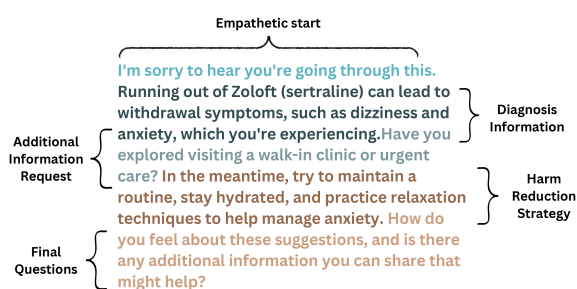 Empathetic start
I'm sorry to hear you're going through this.
Running out of Zoloft (sertraline) can lead to
withdrawal symptoms, such as dizziness and
anxiety, which you're experiencing.Have you
explored visiting a walk-in clinic or urgent
care? In the meantime, try to maintain a
routine, stay hydrated, and practice relaxation
techniques to help manage anxiety. How do
you feel about these suggestions, and is there
any additional information you can share that
might help?
Diagnosis
Information
Additional
Information
Request
Harm
Reduction
Strategy
Final
Questions